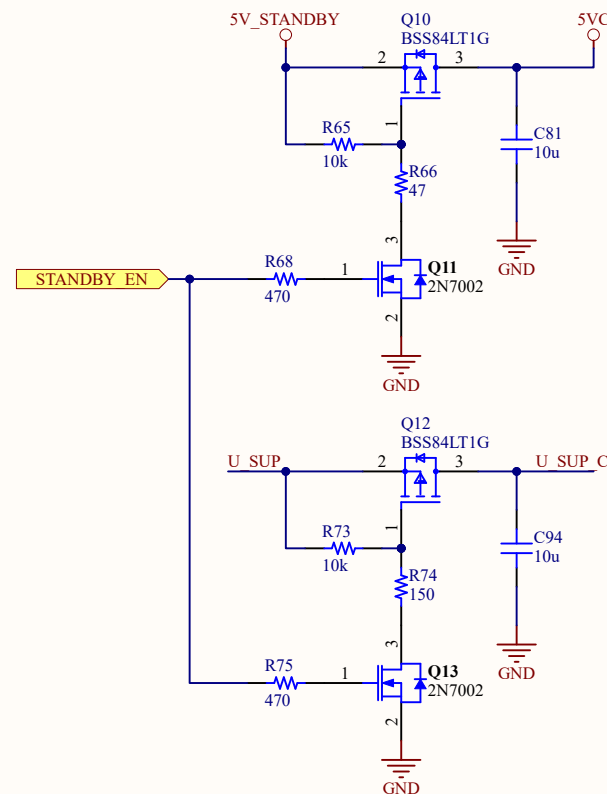 5V_STANDBY
Q10
BSS84LT1G
5VC
2
3
1
R65
10k
C81
10u
R66
47
3
GND
STANDBY_EN
R68
470
1
Q11
2N7002
2
GND
Q12
BSS84LT1G
U_SUP
2
3
U_SUP_C
1
R73
10k
C94
10u
R74
150
3
GND
R75
470
1
Q13
2N7002
2
GND